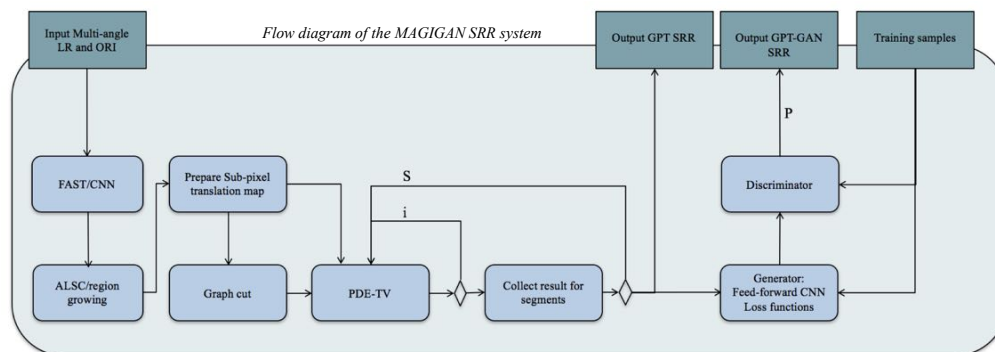 Input Multi-angle
LR and ORI
Flow diagram of the MAGIGAN SRR system
Output GPT SRR
Output GPT-GAN
SRR
Training samples
P
FAST/CNN
Prepare Sub-pixel
translation map
S
i
Discriminator
ALSC/region
growing
Graph cut
PDE-TV
Collect result for
segments
Generator:
Feed-forward CNN
Loss functions